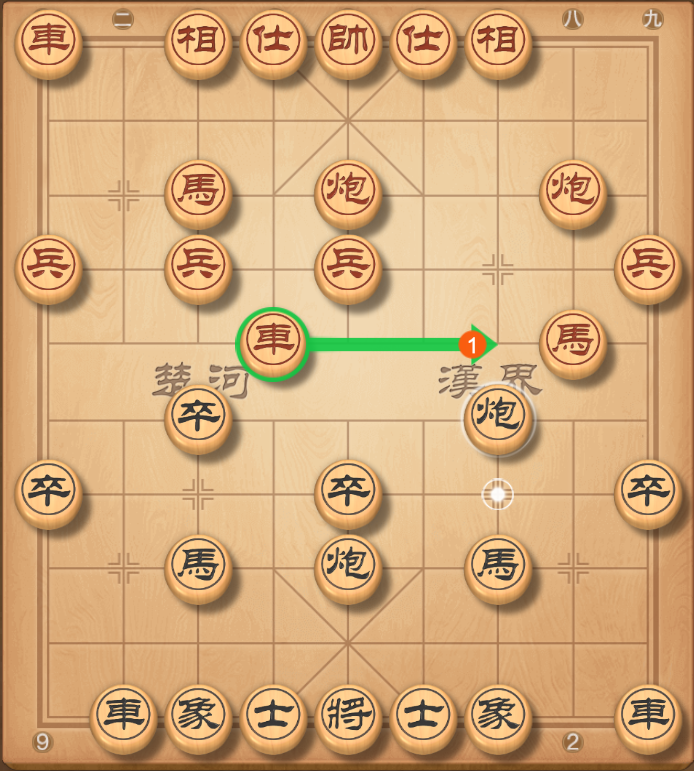 二 八 九
車 相 仕 帥 仕 相
馬 炮 炮
兵 兵 兵 兵
車 1 馬
楚河 漢界
卒 炮
卒 卒 卒
馬 炮 馬
車 象 士 將 士 象 車
9 2